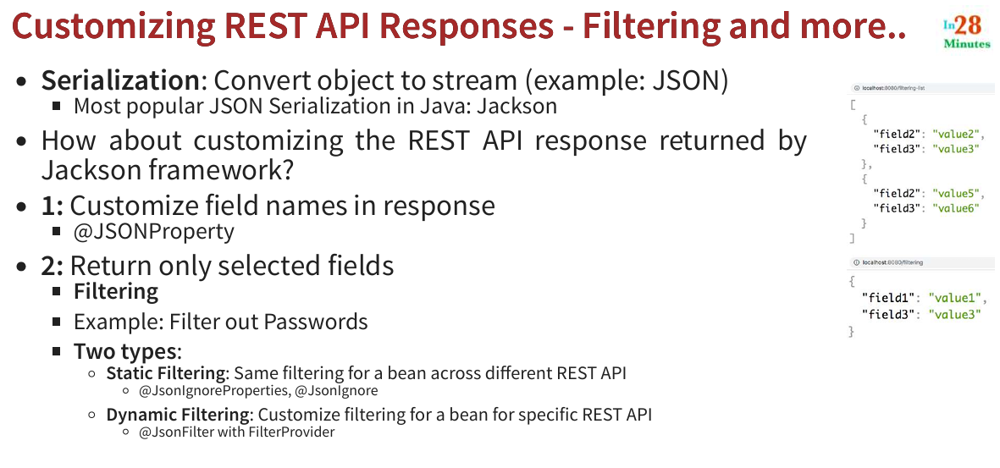 Customizing REST API Responses - Filtering and more..
In28
Minutes
Serialization: Convert object to stream (example: JSON)
Most popular JSON Serialization in Java: Jackson
How about customizing the REST API response returned by
Jackson framework?
1: Customize field names in response
@JSONProperty
2: Return only selected fields
Filtering
Example: Filter out Passwords
Two types:
Static Filtering: Same filtering for a bean across different REST API
@JsonIgnoreProperties, @JsonIgnore
Dynamic Filtering: Customize filtering for a bean for specific REST API
@JsonFilter with FilterProvider
localhost:8080/filtering-list
[
{
"field2": "value2",
"field3": "value3"
},
{
"field2": "value5",
"field3": "value6"
}
]
localhost:8080/filtering
{
"field1": "value1",
"field3": "value3"
}